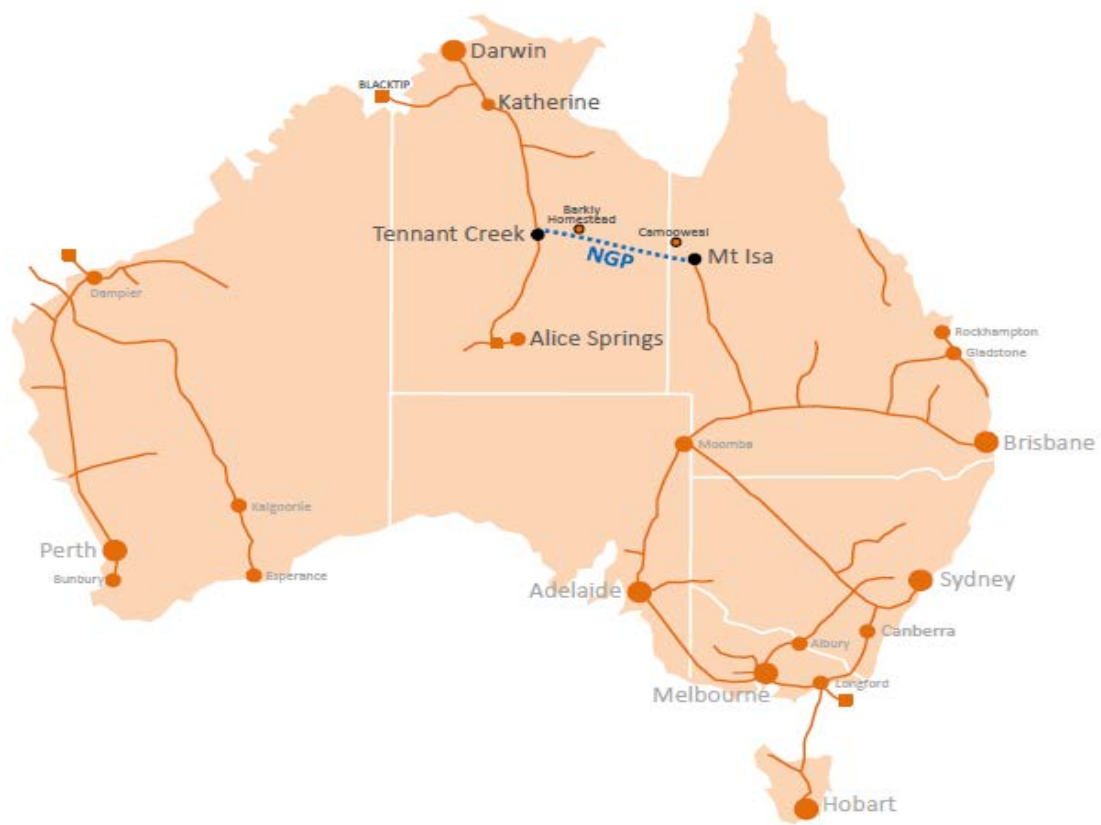 Darwin
BLACKTIP
Katherine
Barkly
Homestead
Tennant Creek
Camooweal
NGP
Mt Isa
Dampier
Alice Springs
Rockhampton
Gladstone
Moomba
Brisbane
Kalgoorlie
Perth
Bunbury
Esperance
Adelaide
Sydney
Canberra
Albury
Melbourne
Longford
Hobart